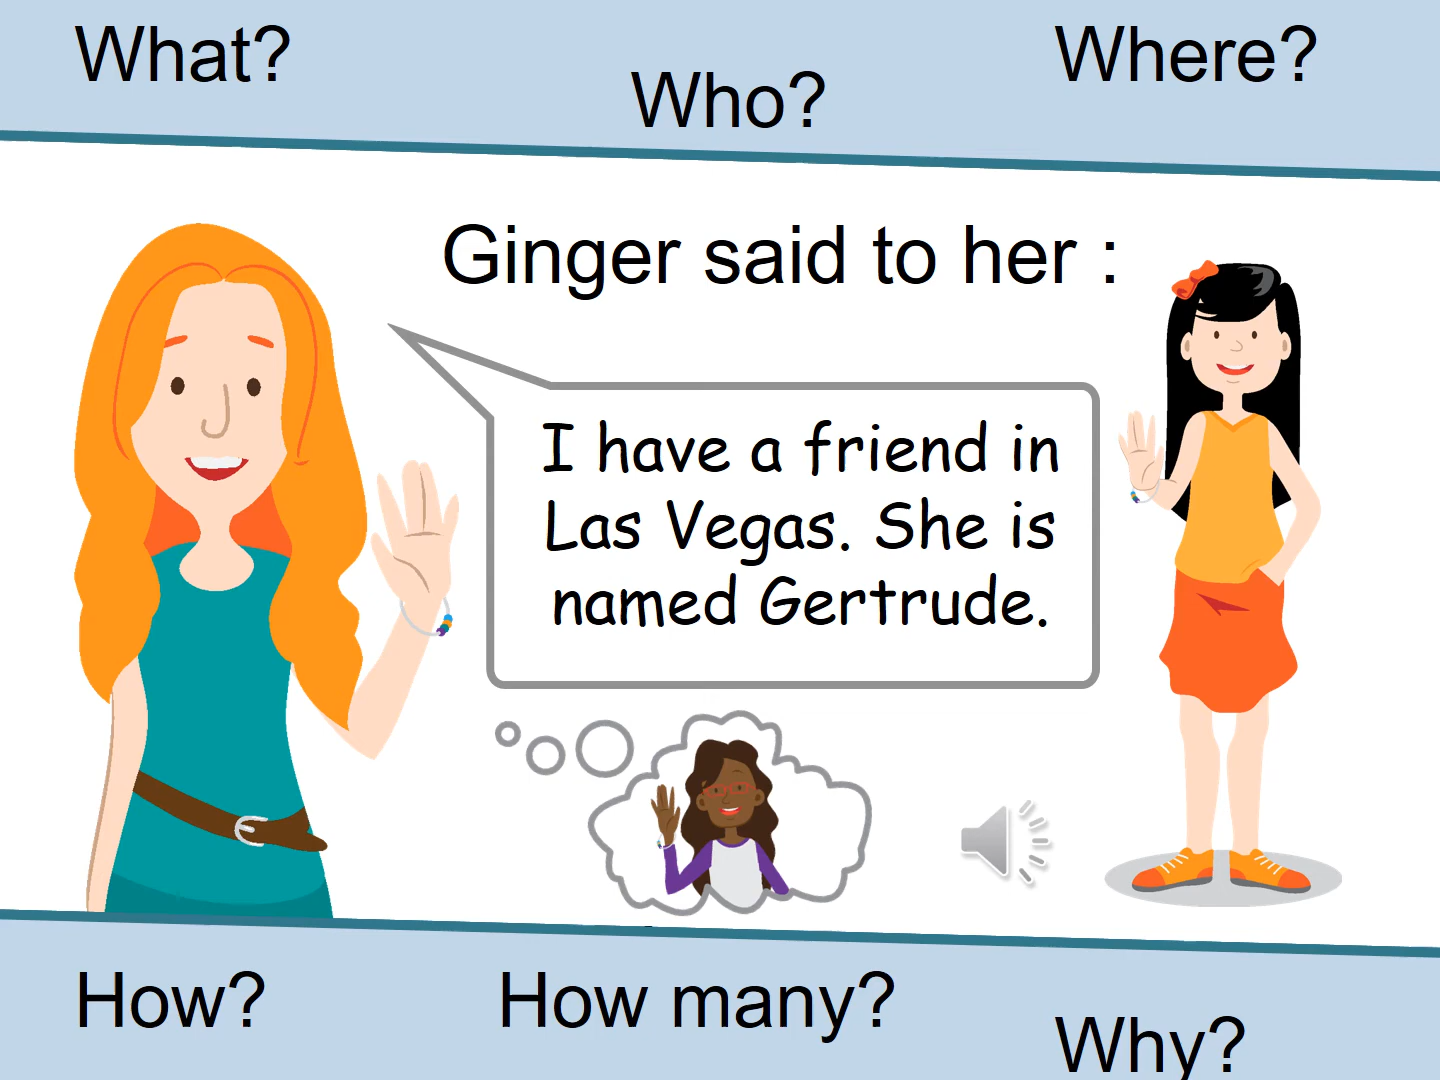 What?
Who?
Where?
Ginger said to her :
I have a friend in
Las Vegas. She is
named Gertrude.
How?
How many?
Why?